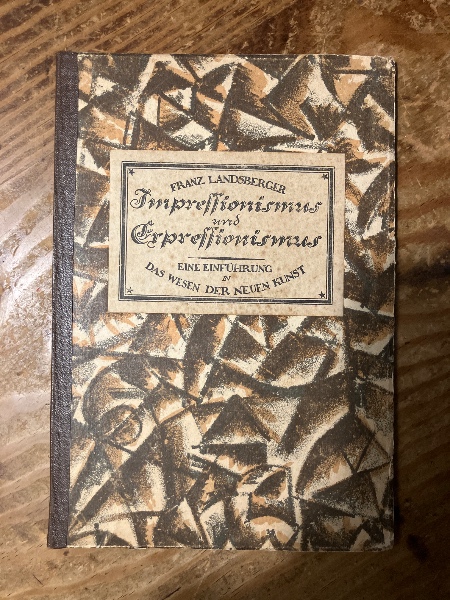 FRANZ LANDSBERGER
Impressionismus
und
Expressionismus
EINE EINFÜHRUNG
IN
DAS WESEN DER NEUEN KUNST